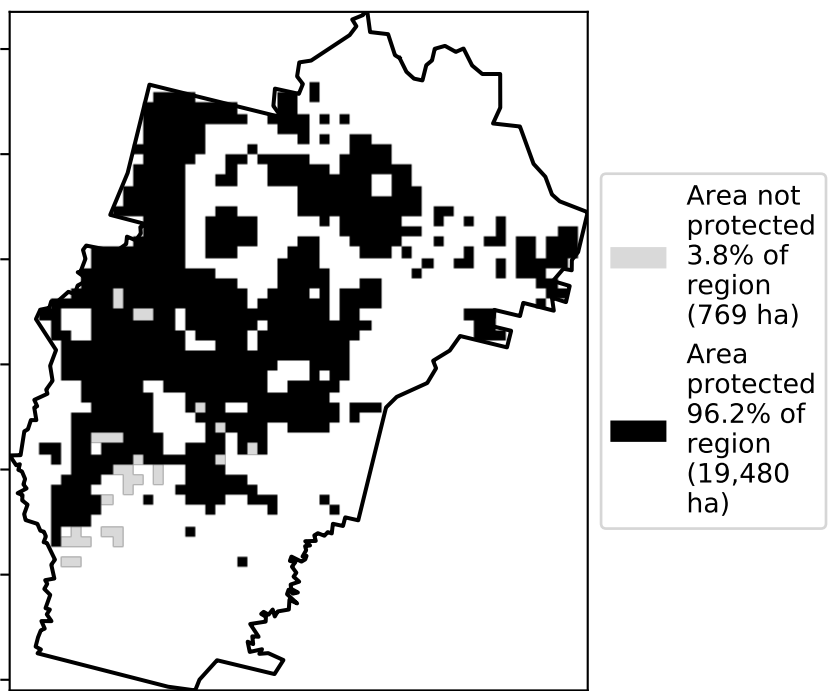 Area not
protected
3.8% of
region
(769 ha)
Area
protected
96.2% of
region
(19,480
ha)